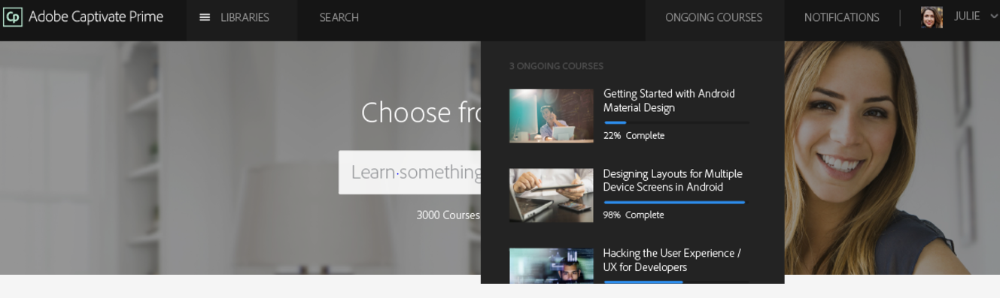 Cp Adobe Captivate Prime LIBRARIES SEARCH ONGOING COURSES NOTIFICATIONS JULIE
3 ONGOING COURSES
Getting Started with Android
Material Design
22% Complete
Choose fro
Learn·something
3000 Courses
Designing Layouts for Multiple
Device Screens in Android
98% Complete
Hacking the User Experience /
UX for Developers